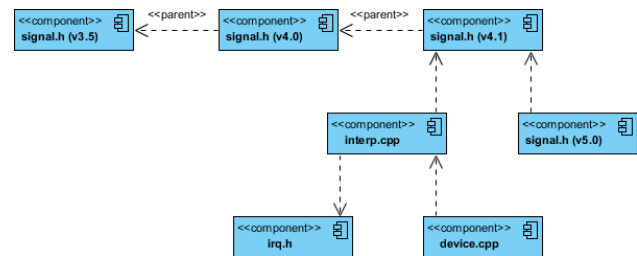 <<component>>
signal.h (v3.5)
<<parent>>
<<component>>
signal.h (v4.0)
<<parent>>
<<component>>
signal.h (v4.1)
<<component>>
interp.cpp
<<component>>
signal.h (v5.0)
<<component>>
irq.h
<<component>>
device.cpp